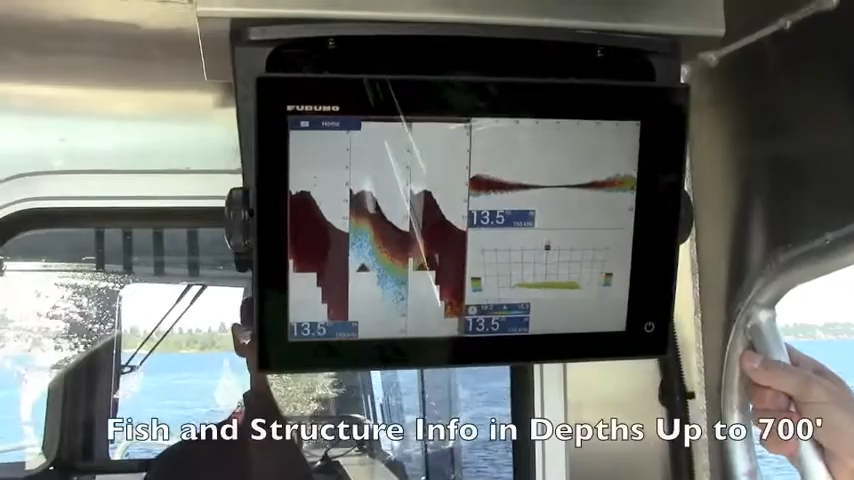 FURUNO
Home
13.5
13.5
13.5
Fish and Structure Info in Depths Up to 700'